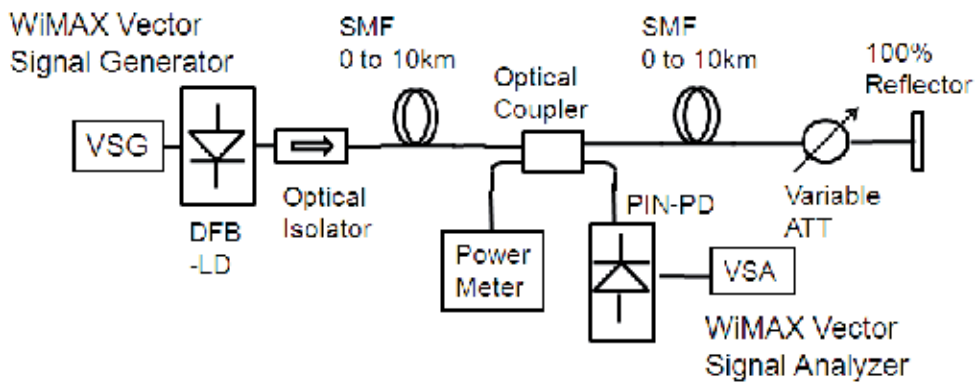 WiMAX Vector
Signal Generator
SMF
0 to 10km
Optical
Coupler
SMF
0 to 10km
100%
Reflector
VSG
Optical
Isolator
DFB
-LD
Power
Meter
PIN-PD
Variable
ATT
VSA
WiMAX Vector
Signal Analyzer